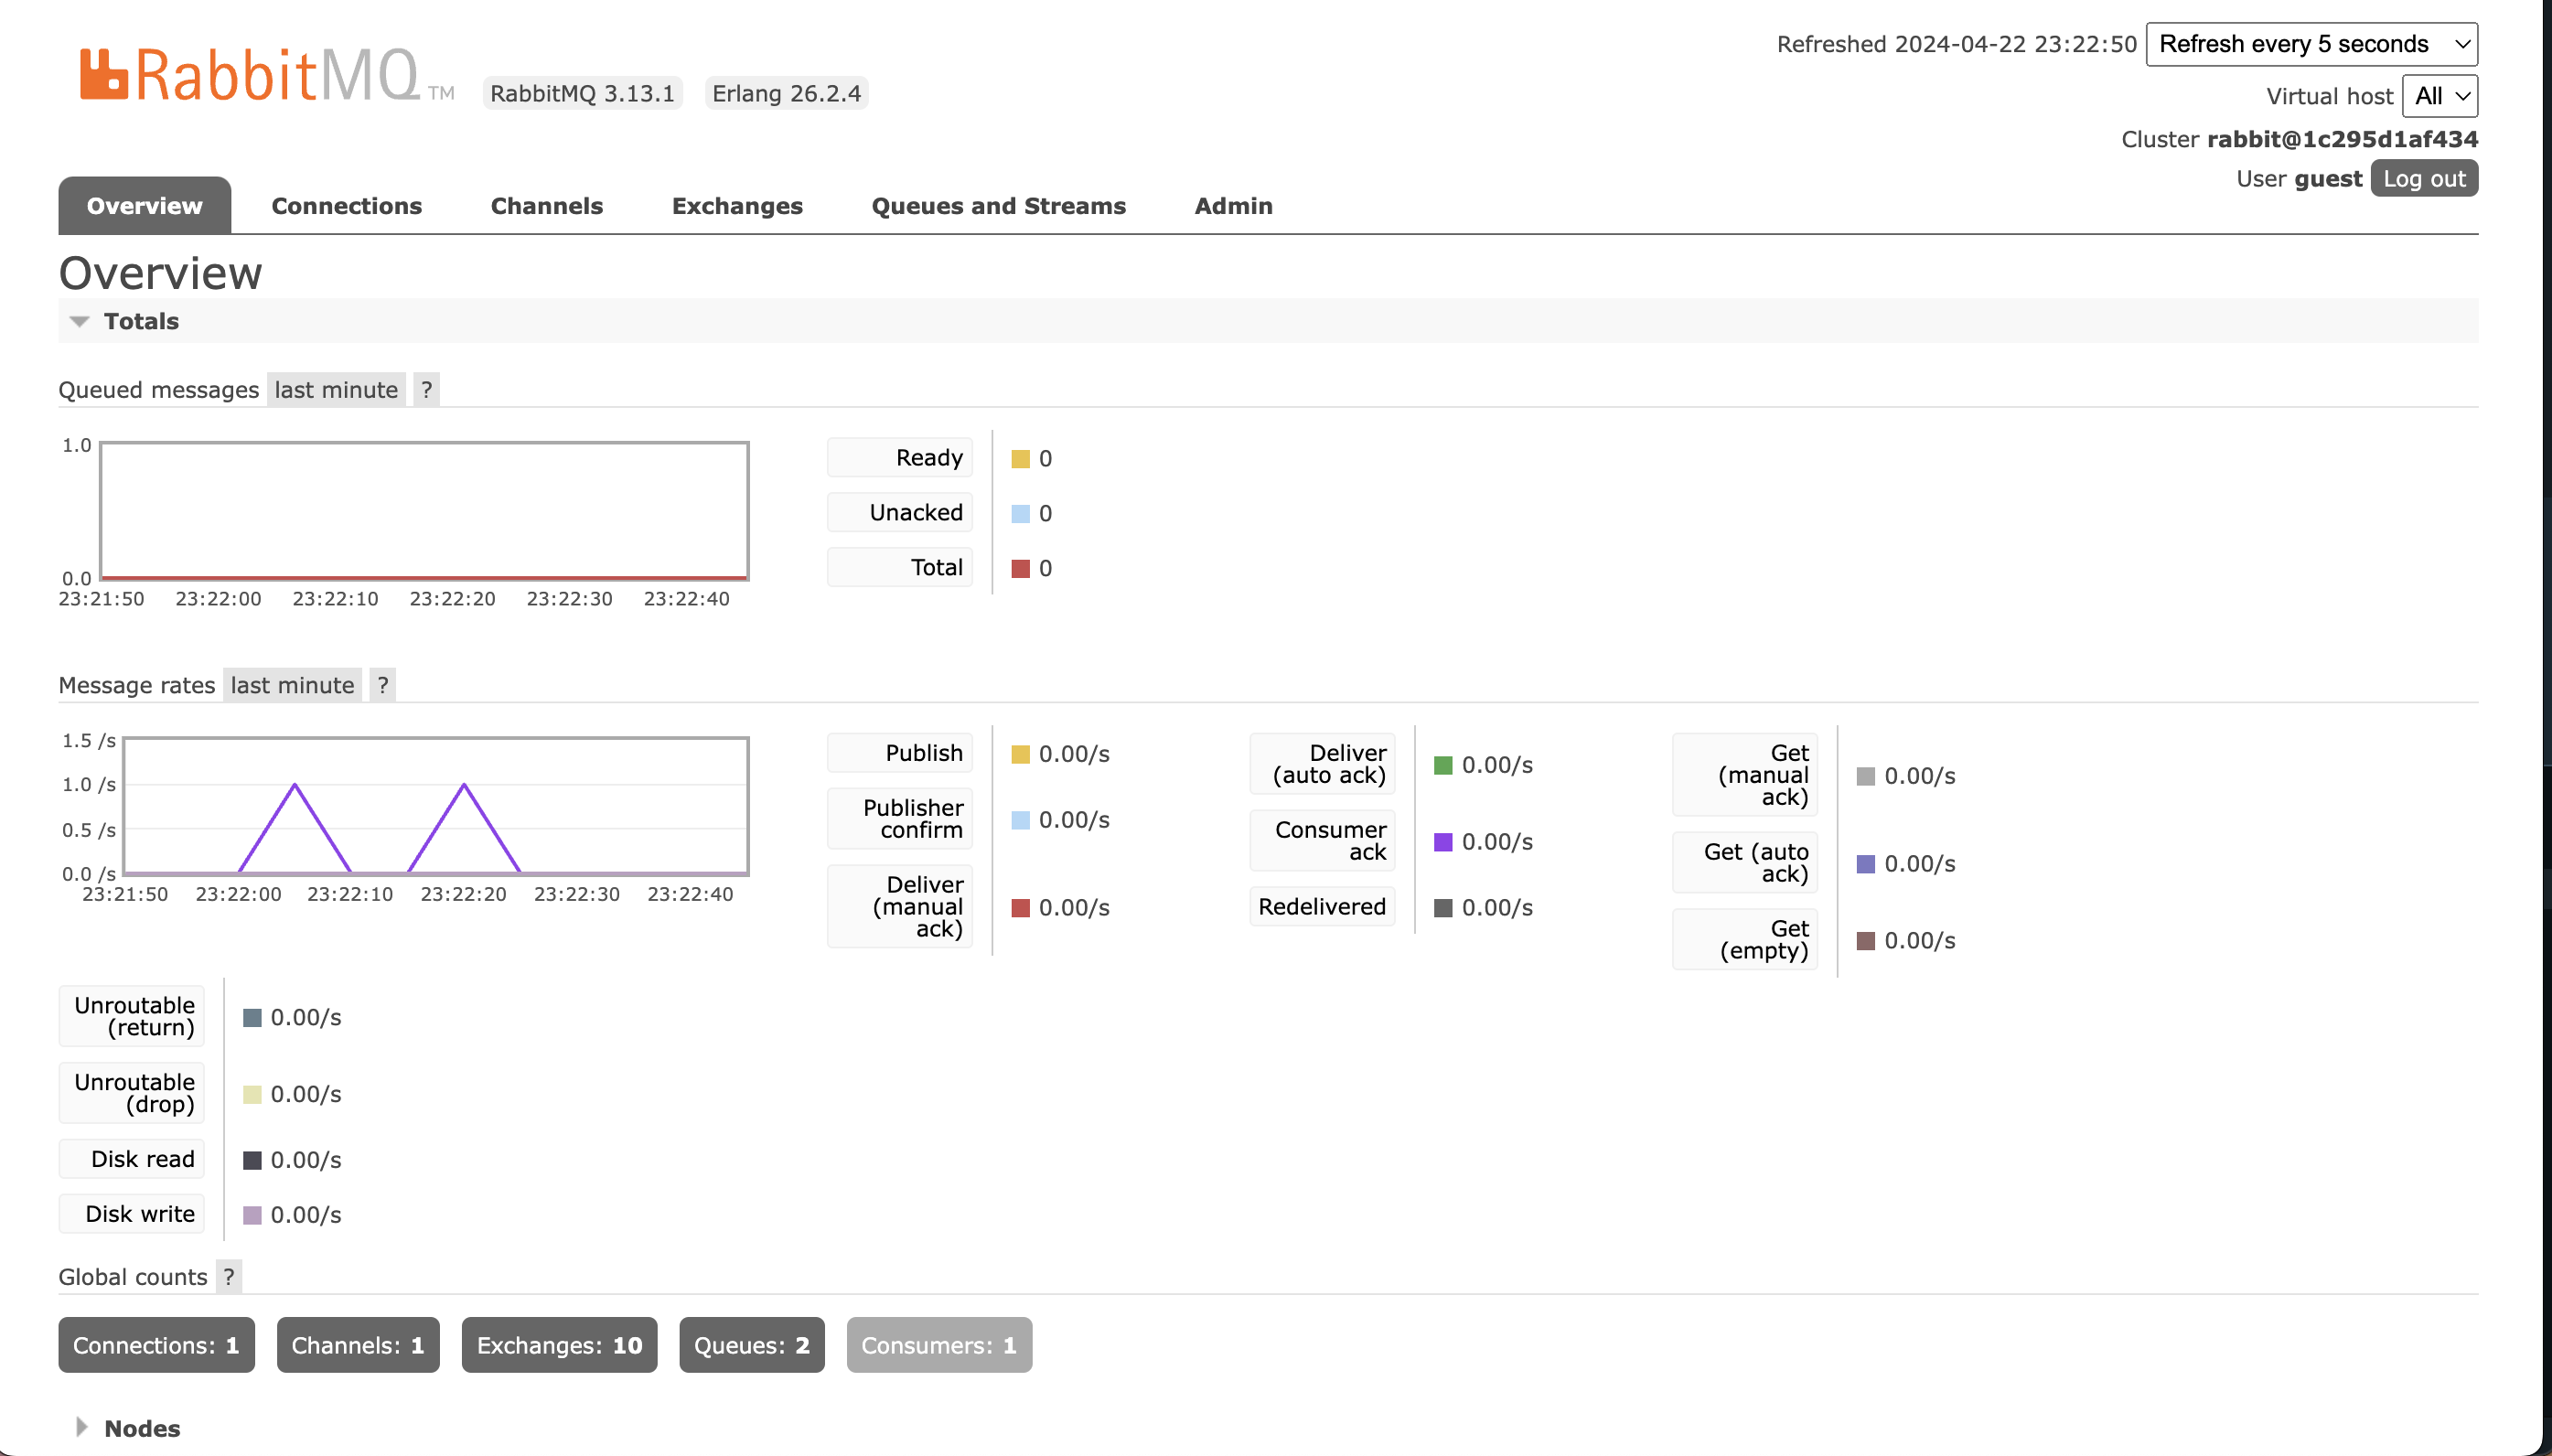 Refreshed 2024-04-22 23:22:50 Refresh every 5 seconds
RabbitMQ TM RabbitMQ 3.13.1 Erlang 26.2.4
Virtual host All
Cluster rabbit@1c295d1af434
User guest Log out
Overview Connections Channels Exchanges Queues and Streams Admin
Overview
Totals
Queued messages last minute ?
1.0
0.0
23:21:50 23:22:00 23:22:10 23:22:20 23:22:30 23:22:40
Ready 0
Unacked 0
Total 0
Message rates last minute ?
1.5 /s
1.0 /s
0.5 /s
0.0 /s
23:21:50 23:22:00 23:22:10 23:22:20 23:22:30 23:22:40
Publish 0.00/s
Publisher
confirm 0.00/s
Deliver
(manual 0.00/s
ack)
Deliver
(auto ack) 0.00/s
Consumer
ack 0.00/s
Redelivered 0.00/s
Get
(manual 0.00/s
ack)
Get (auto
ack) 0.00/s
Get
(empty) 0.00/s
Unroutable
(return) 0.00/s
Unroutable
(drop) 0.00/s
Disk read 0.00/s
Disk write 0.00/s
Global counts ?
Connections: 1 Channels: 1 Exchanges: 10 Queues: 2 Consumers: 1
Nodes